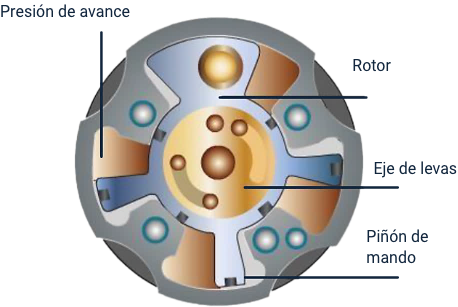 Presión de avance
Rotor
Eje de levas
Piñón de
mando